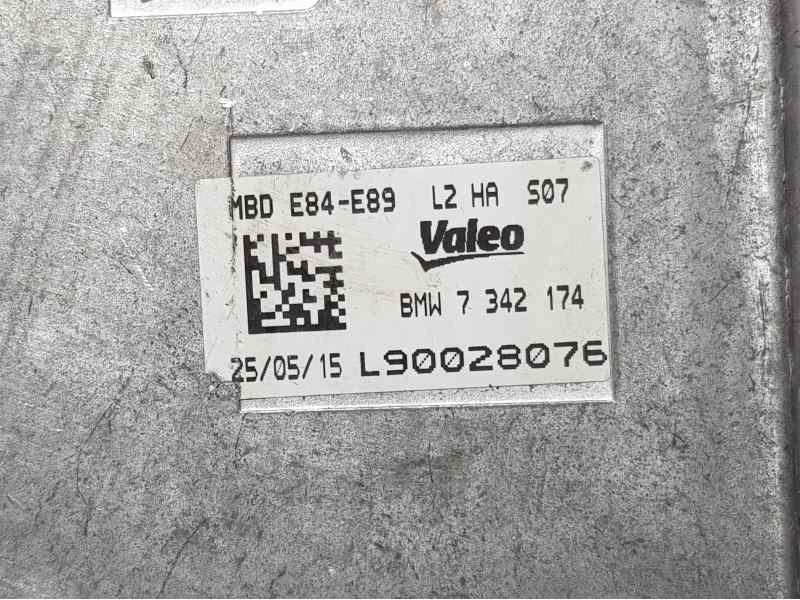 MBD E84-E89 L2 HA S07
Valeo
BMW 7 342 174
25/05/15 L90028076